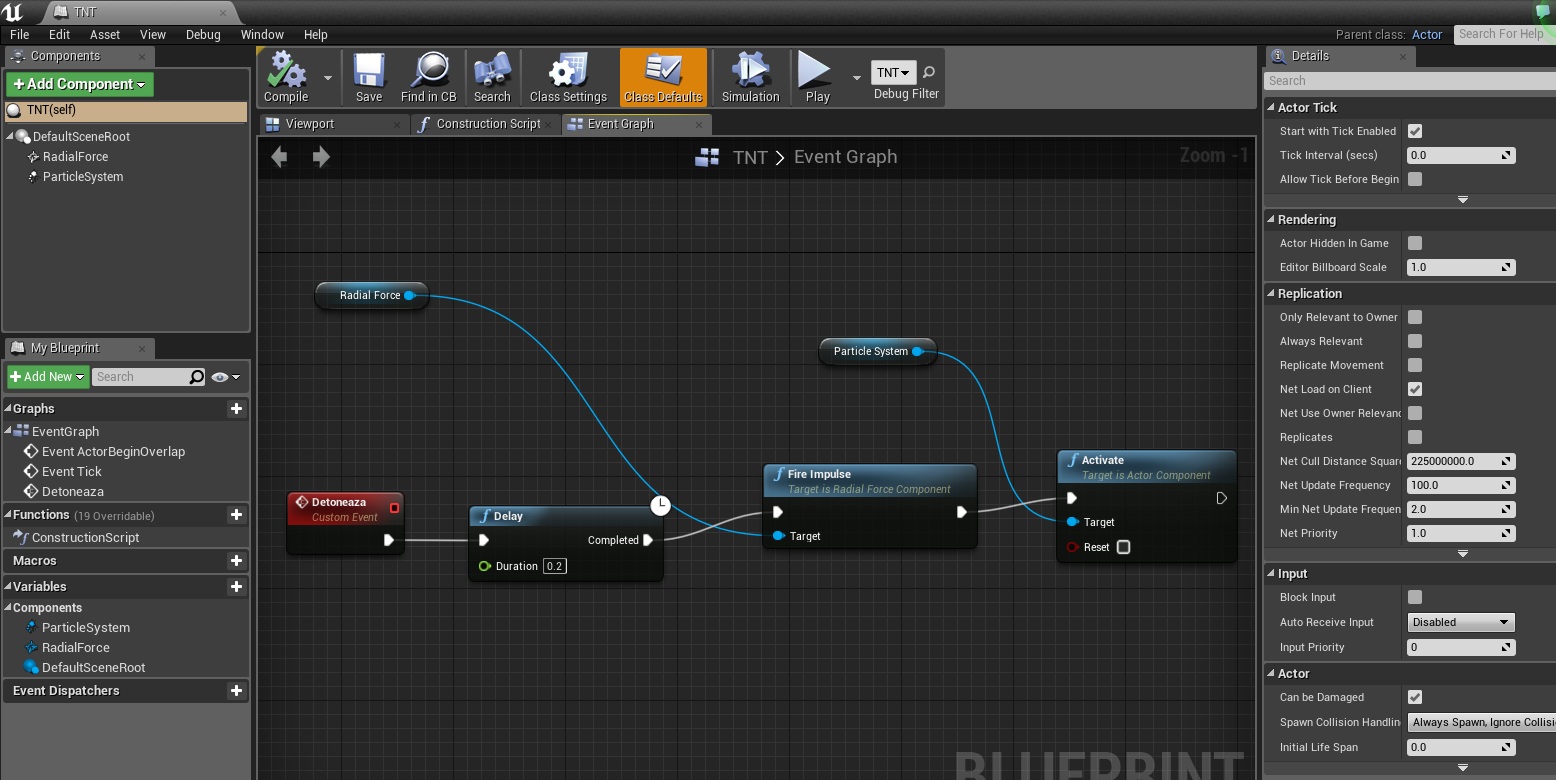 TNT
File Edit Asset View Debug Window Help
Parent class: Actor
Search For Help
Components
+ Add Component
TNT(self)
DefaultSceneRoot
RadialForce
ParticleSystem
My Blueprint
+ Add New
Search
Graphs
EventGraph
Event ActorBeginOverlap
Event Tick
Detoneaza
Functions (19 Overridable)
ConstructionScript
Macros
Variables
Components
ParticleSystem
RadialForce
DefaultSceneRoot
Event Dispatchers
Compile
Save
Find in CB
Search
Class Settings
Class Defaults
Simulation
Play
TNT
Debug Filter
Viewport
Construction Script
Event Graph
TNT > Event Graph
Zoom -1
Radial Force
Particle System
Detoneaza
Custom Event
Delay
Completed
Duration 0.2
Fire Impulse
Target is Radial Force Component
Target
Activate
Target is Actor Component
Target
Reset
BLUEPRINT
Details
Search
Actor Tick
Start with Tick Enabled
Tick Interval (secs) 0.0
Allow Tick Before Begin
Rendering
Actor Hidden In Game
Editor Billboard Scale 1.0
Replication
Only Relevant to Owner
Always Relevant
Replicate Movement
Net Load on Client
Net Use Owner Relevanc
Replicates
Net Cull Distance Squar 225000000.0
Net Update Frequency 100.0
Min Net Update Frequen 2.0
Net Priority 1.0
Input
Block Input
Auto Receive Input Disabled
Input Priority 0
Actor
Can be Damaged
Spawn Collision Handlin Always Spawn, Ignore Collisi
Initial Life Span 0.0